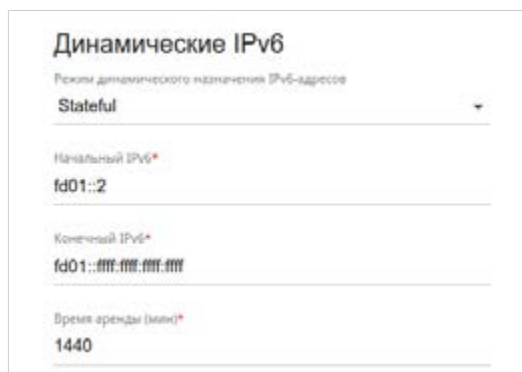 Динамические IPv6
Режим динамического назначения IPv6-адресов
Stateful
Начальный IPv6*
fd01::2
Конечный IPv6*
fd01::ffff:ffff:ffff:ffff
Время аренды (мин)*
1440